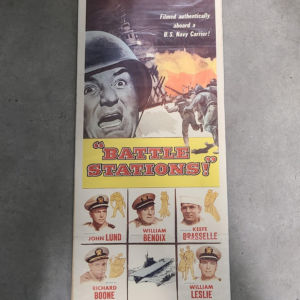 Filmed authentically
aboard a
U.S. Navy Carrier!
"BATTLE
STATIONS!"
JOHN LUND
WILLIAM
BENDIX
KEEFE
BRASSELLE
RICHARD
BOONE
WILLIAM
LESLIE